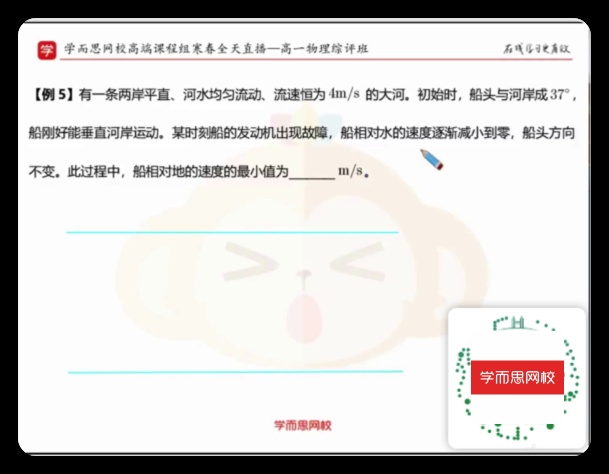 学 学而思网校高端课程组寒春全天直播—高一物理综评班 在线学习更有效
【例 5】有一条两岸平直、河水均匀流动、流速恒为 4m/s 的大河。初始时，船头与河岸成 37°，
船刚好能垂直河岸运动。某时刻船的发动机出现故障，船相对水的速度逐渐减小到零，船头方向
不变。此过程中，船相对地的速度的最小值为______ m/s。
学而思网校
学而思网校